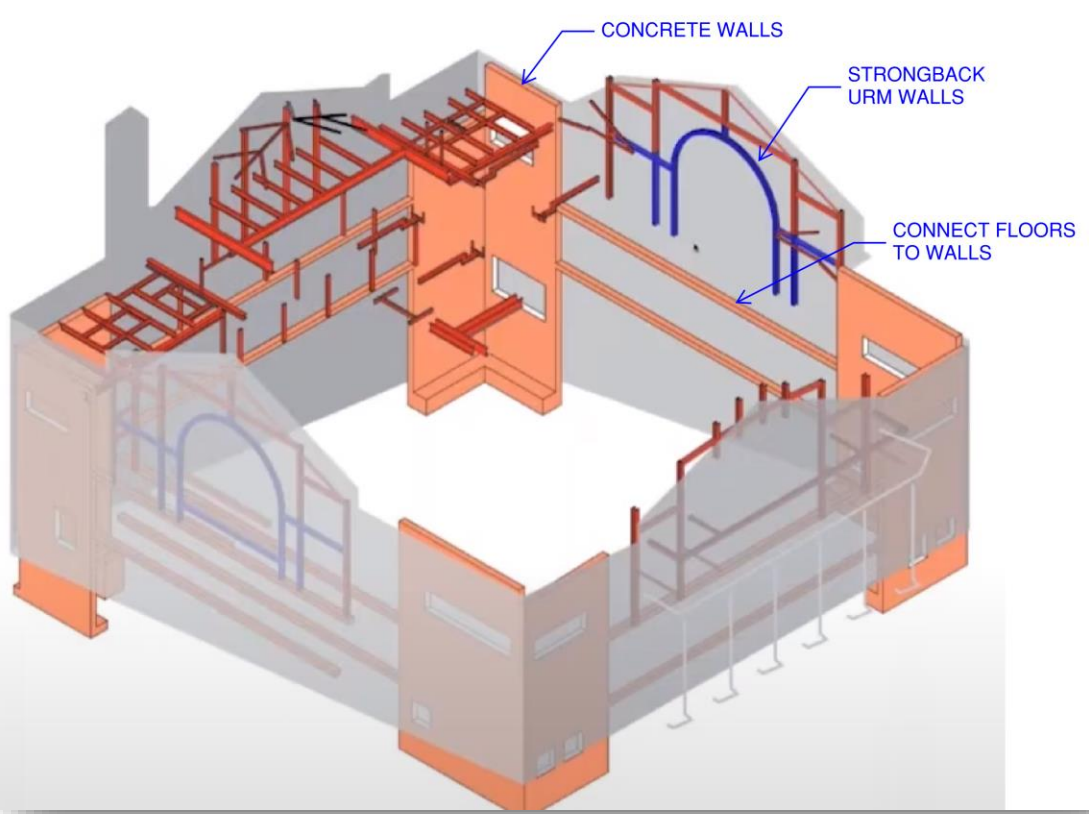 CONCRETE WALLS
STRONGBACK
URM WALLS
CONNECT FLOORS
TO WALLS